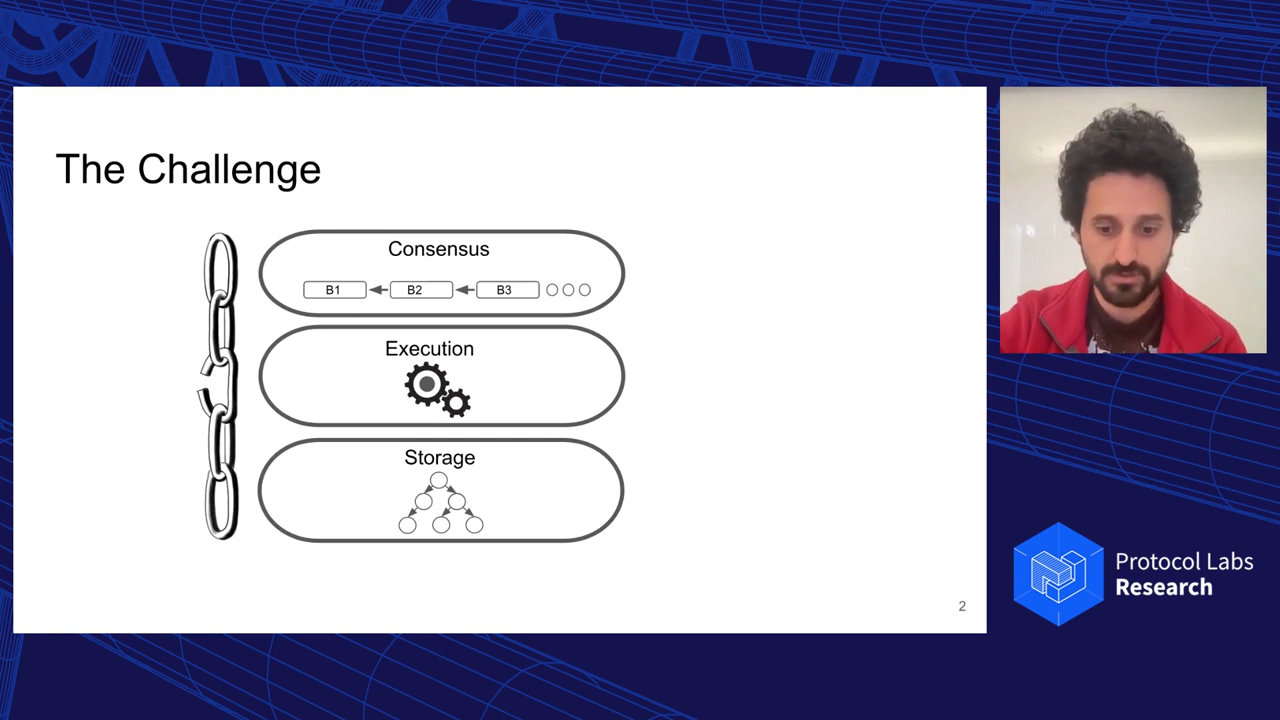 The Challenge
Consensus
B1 B2 B3
Execution
Storage
2
Protocol Labs
Research